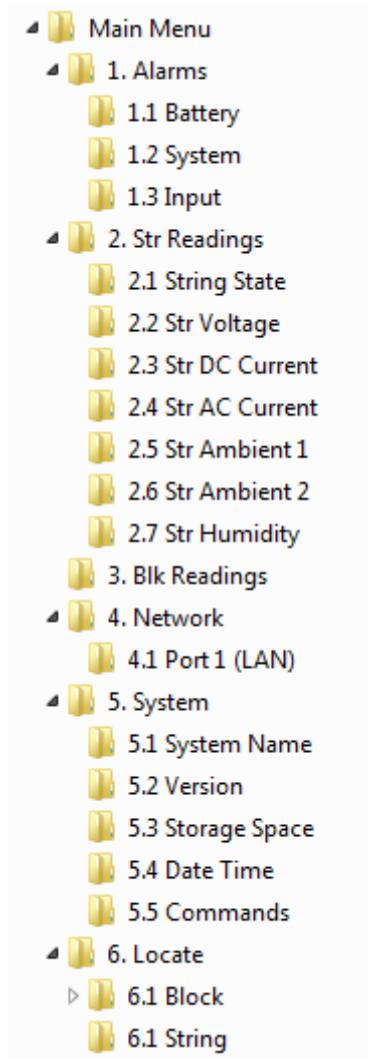 Main Menu
1. Alarms
1.1 Battery
1.2 System
1.3 Input
2. Str Readings
2.1 String State
2.2 Str Voltage
2.3 Str DC Current
2.4 Str AC Current
2.5 Str Ambient 1
2.6 Str Ambient 2
2.7 Str Humidity
3. Blk Readings
4. Network
4.1 Port 1 (LAN)
5. System
5.1 System Name
5.2 Version
5.3 Storage Space
5.4 Date Time
5.5 Commands
6. Locate
6.1 Block
6.1 String